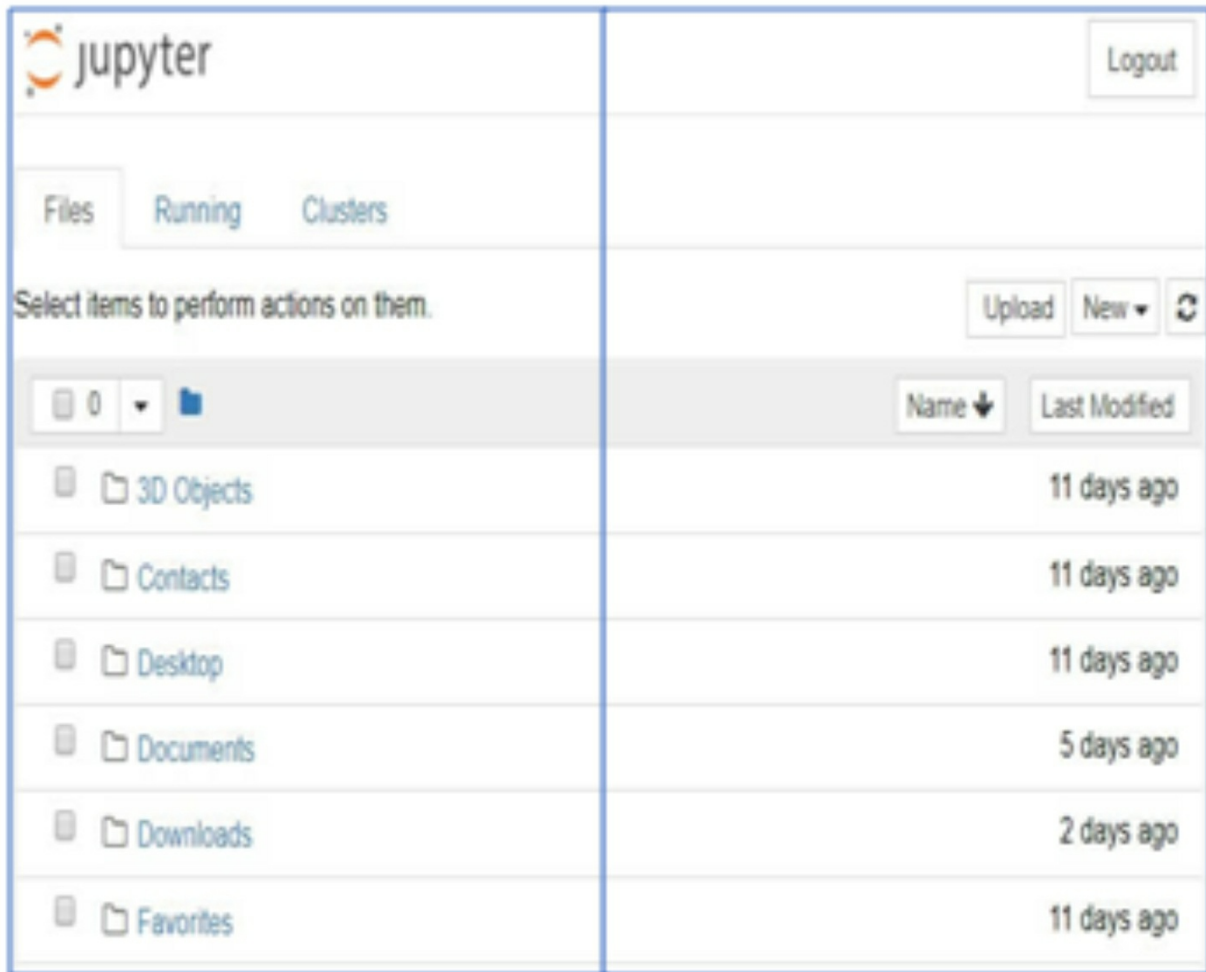 jupyter Logout
Files Running Clusters
Select items to perform actions on them. Upload New
0 Name Last Modified
3D Objects 11 days ago
Contacts 11 days ago
Desktop 11 days ago
Documents 5 days ago
Downloads 2 days ago
Favorites 11 days ago